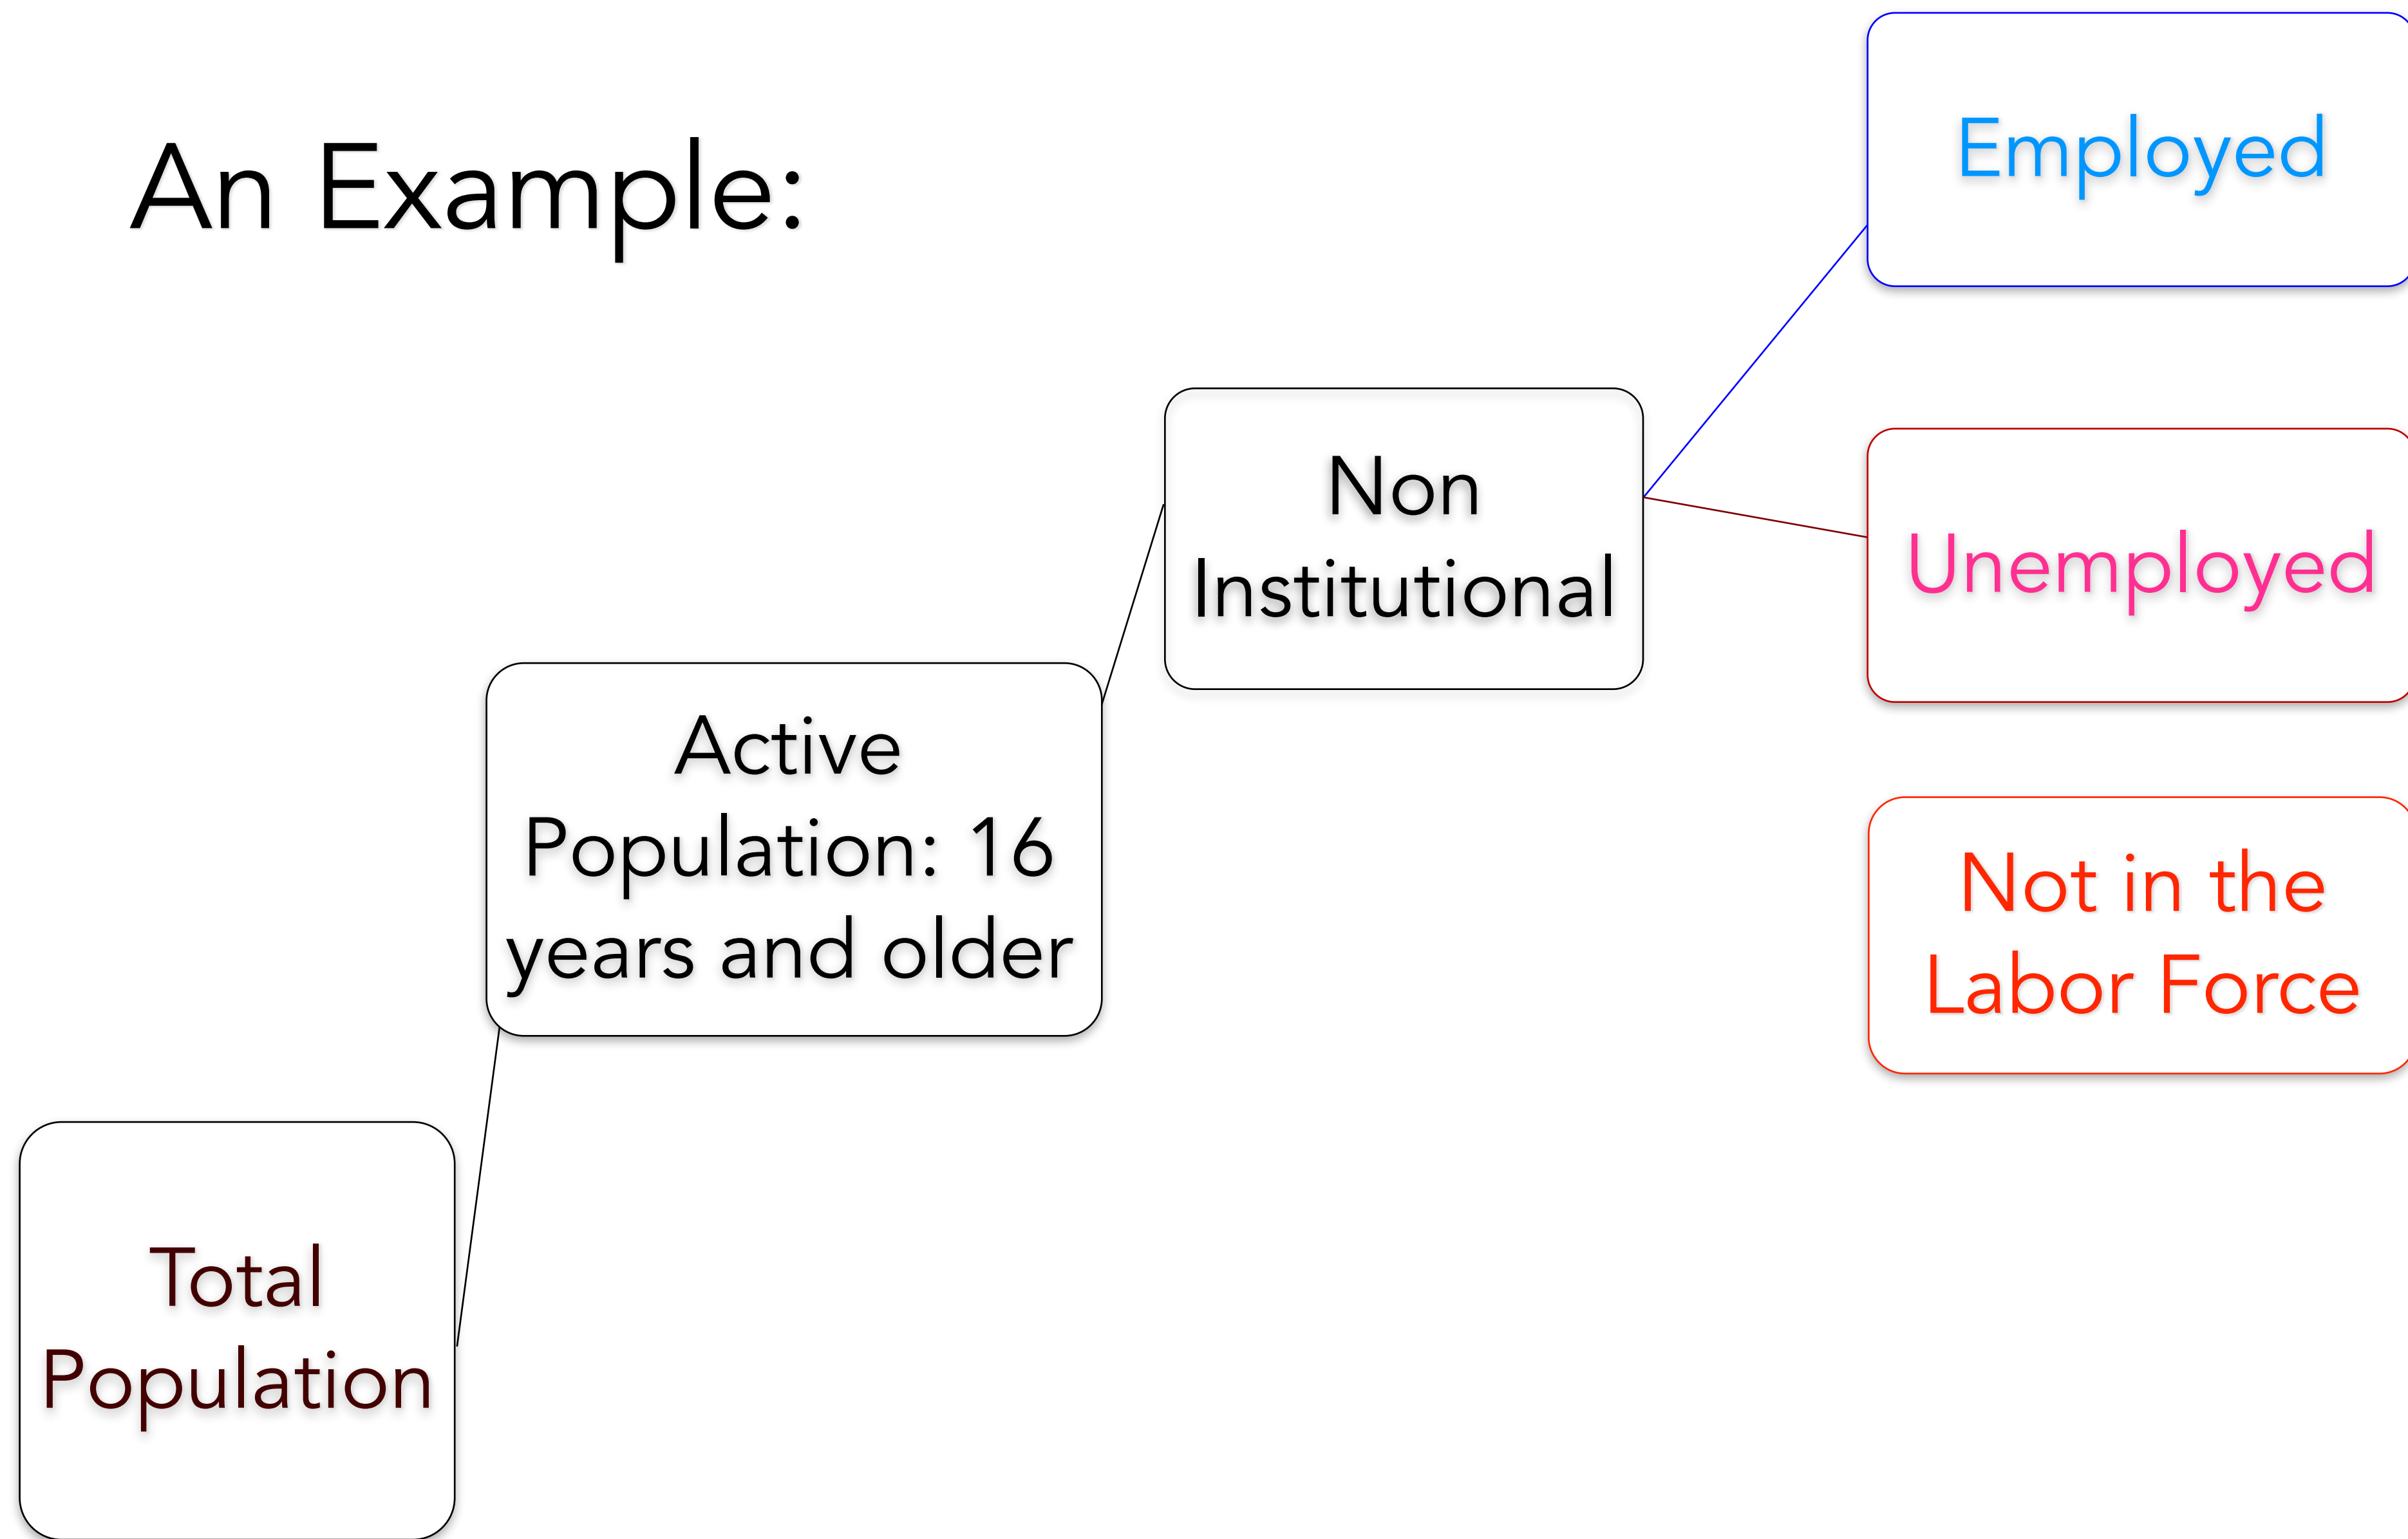 An Example:
Employed
Non
Institutional
Unemployed
Active
Population: 16
years and older
Not in the
Labor Force
Total
Population